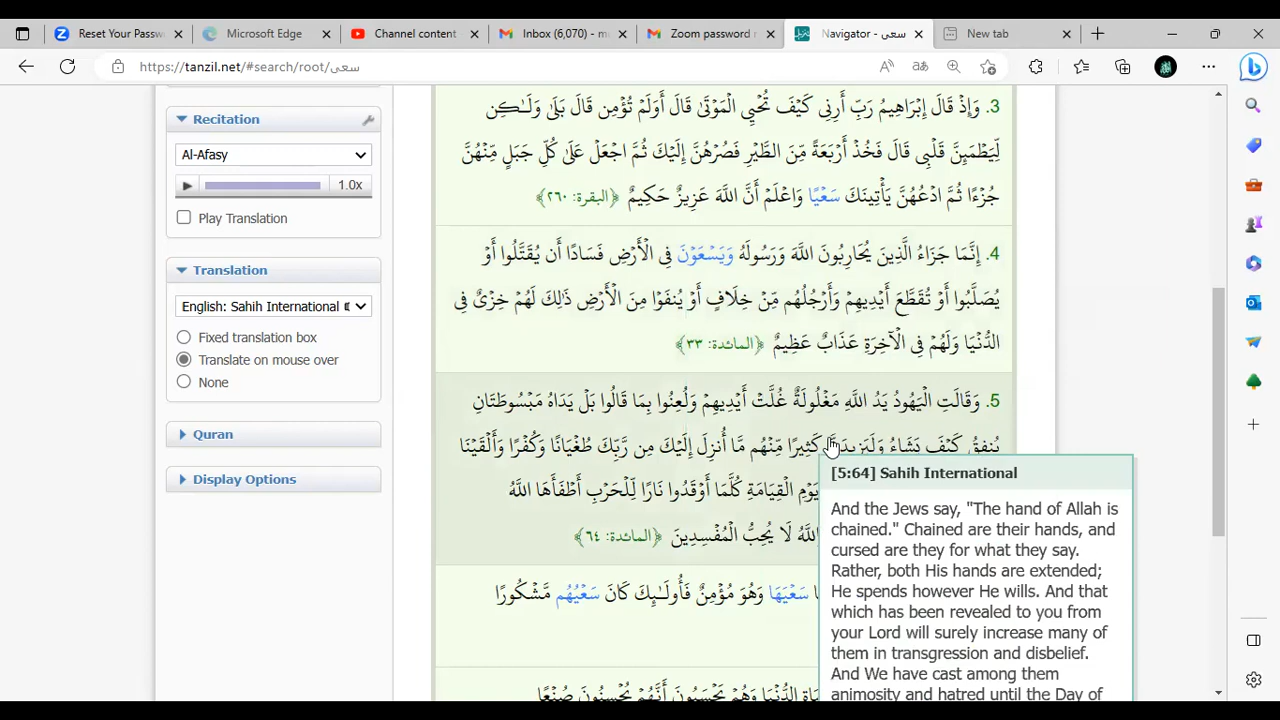 Reset Your Passw
Microsoft Edge
Channel content
Inbox (6,070) - m
Zoom password r
Navigator - سعى
New tab
https://tanzil.net/#search/root/سعى
Recitation
Al-Afasy
1.0x
Play Translation
Translation
English: Sahih International
Fixed translation box
Translate on mouse over
None
Quran
Display Options
3. وَإِذْ قَالَ إِبْرَاهِيمُ رَبِّ أَرِنِى كَيْفَ تُحْيِى الْمَوْتَىٰ قَالَ أَوَلَمْ تُؤْمِن قَالَ بَلَىٰ وَلَـٰكِن
لِّيَطْمَئِنَّ قَلْبِى قَالَ فَخُذْ أَرْبَعَةً مِّنَ الطَّيْرِ فَصُرْهُنَّ إِلَيْكَ ثُمَّ اجْعَلْ عَلَىٰ كُلِّ جَبَلٍ مِّنْهُنَّ
جُزْءًا ثُمَّ ادْعُهُنَّ يَأْتِينَكَ سَعْيًا وَاعْلَمْ أَنَّ اللَّهَ عَزِيزٌ حَكِيمٌ ﴿البقرة: ٢٦٠﴾
4. إِنَّمَا جَزَاءُ الَّذِينَ يُحَارِبُونَ اللَّهَ وَرَسُولَهُ وَيَسْعَوْنَ فِى الْأَرْضِ فَسَادًا أَن يُقَتَّلُوا أَوْ
يُصَلَّبُوا أَوْ تُقَطَّعَ أَيْدِيهِمْ وَأَرْجُلُهُم مِّنْ خِلَافٍ أَوْ يُنفَوْا مِنَ الْأَرْضِ ذَٰلِكَ لَهُمْ خِزْىٌ فِى
الدُّنْيَا وَلَهُمْ فِى الْآخِرَةِ عَذَابٌ عَظِيمٌ ﴿المائدة: ٣٣﴾
5. وَقَالَتِ الْيَهُودُ يَدُ اللَّهِ مَغْلُولَةٌ غُلَّتْ أَيْدِيهِمْ وَلُعِنُوا بِمَا قَالُوا بَلْ يَدَاهُ مَبْسُوطَتَانِ
يُنفِقُ كَيْفَ يَشَاءُ وَلَيَزِيدَنَّ كَثِيرًا مِّنْهُم مَّا أُنزِلَ إِلَيْكَ مِن رَّبِّكَ طُغْيَانًا وَكُفْرًا وَأَلْقَيْنَا
يَوْمِ الْقِيَامَةِ كُلَّمَا أَوْقَدُوا نَارًا لِّلْحَرْبِ أَطْفَأَهَا اللَّهُ
اللَّهُ لَا يُحِبُّ الْمُفْسِدِينَ ﴿المائدة: ٦٤﴾
سَعْيَهَا وَهُوَ مُؤْمِنٌ فَأُولَـٰئِكَ كَانَ سَعْيُهُم مَّشْكُورًا
الدُّنْيَا وَهُمْ يَحْسَبُونَ أَنَّهُمْ يُحْسِنُونَ صُنْعًا
[5:64] Sahih International
And the Jews say, "The hand of Allah is
chained." Chained are their hands, and
cursed are they for what they say.
Rather, both His hands are extended;
He spends however He wills. And that
which has been revealed to you from
your Lord will surely increase many of
them in transgression and disbelief.
And We have cast among them
animosity and hatred until the Day of